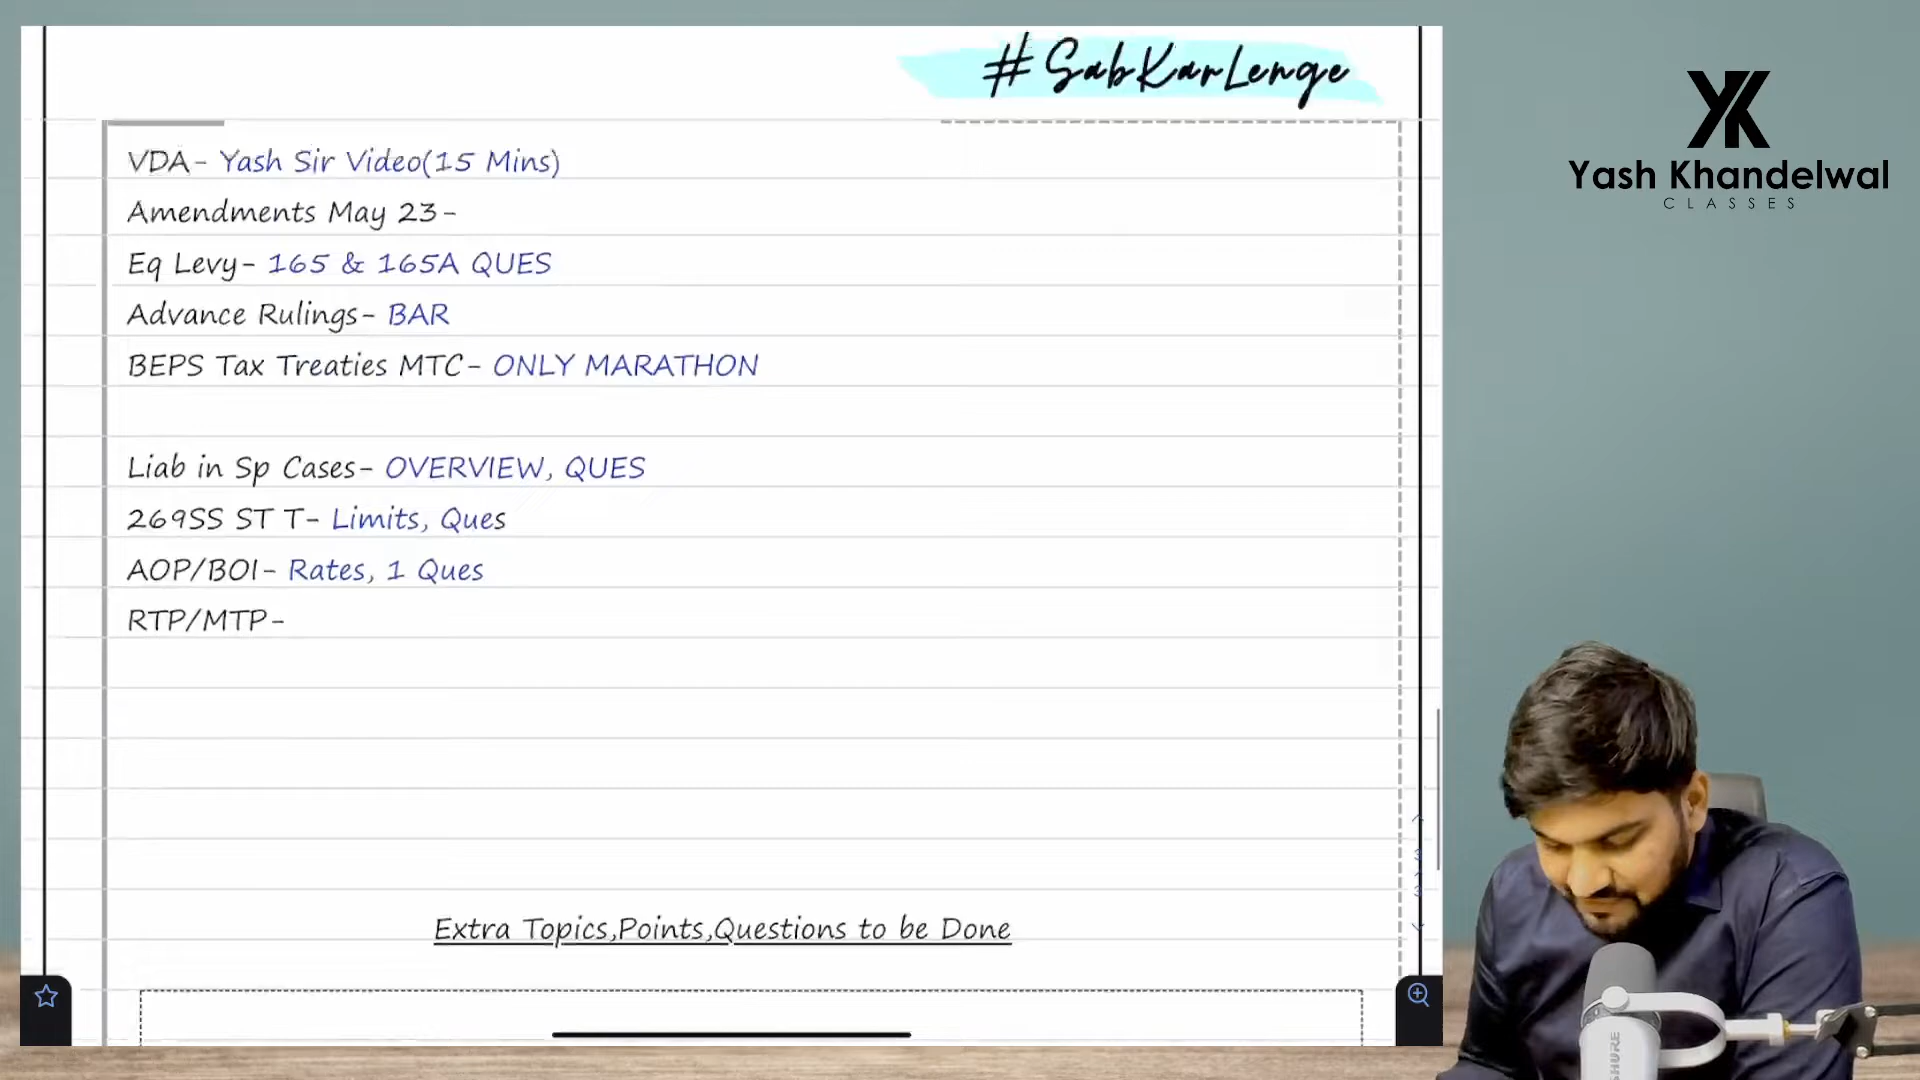 #SabKarLenge
VDA- Yash Sir Video(15 Mins)
Amendments May 23-
Eq Levy- 165 & 165A QUES
Advance Rulings- BAR
BEPS Tax Treaties MTC- ONLY MARATHON
Liab in Sp Cases- OVERVIEW, QUES
269SS ST T- Limits, Ques
AOP/BOI- Rates, 1 Ques
RTP/MTP-
Extra Topics,Points,Questions to be Done
YK
Yash Khandelwal
CLASSES
SHURE